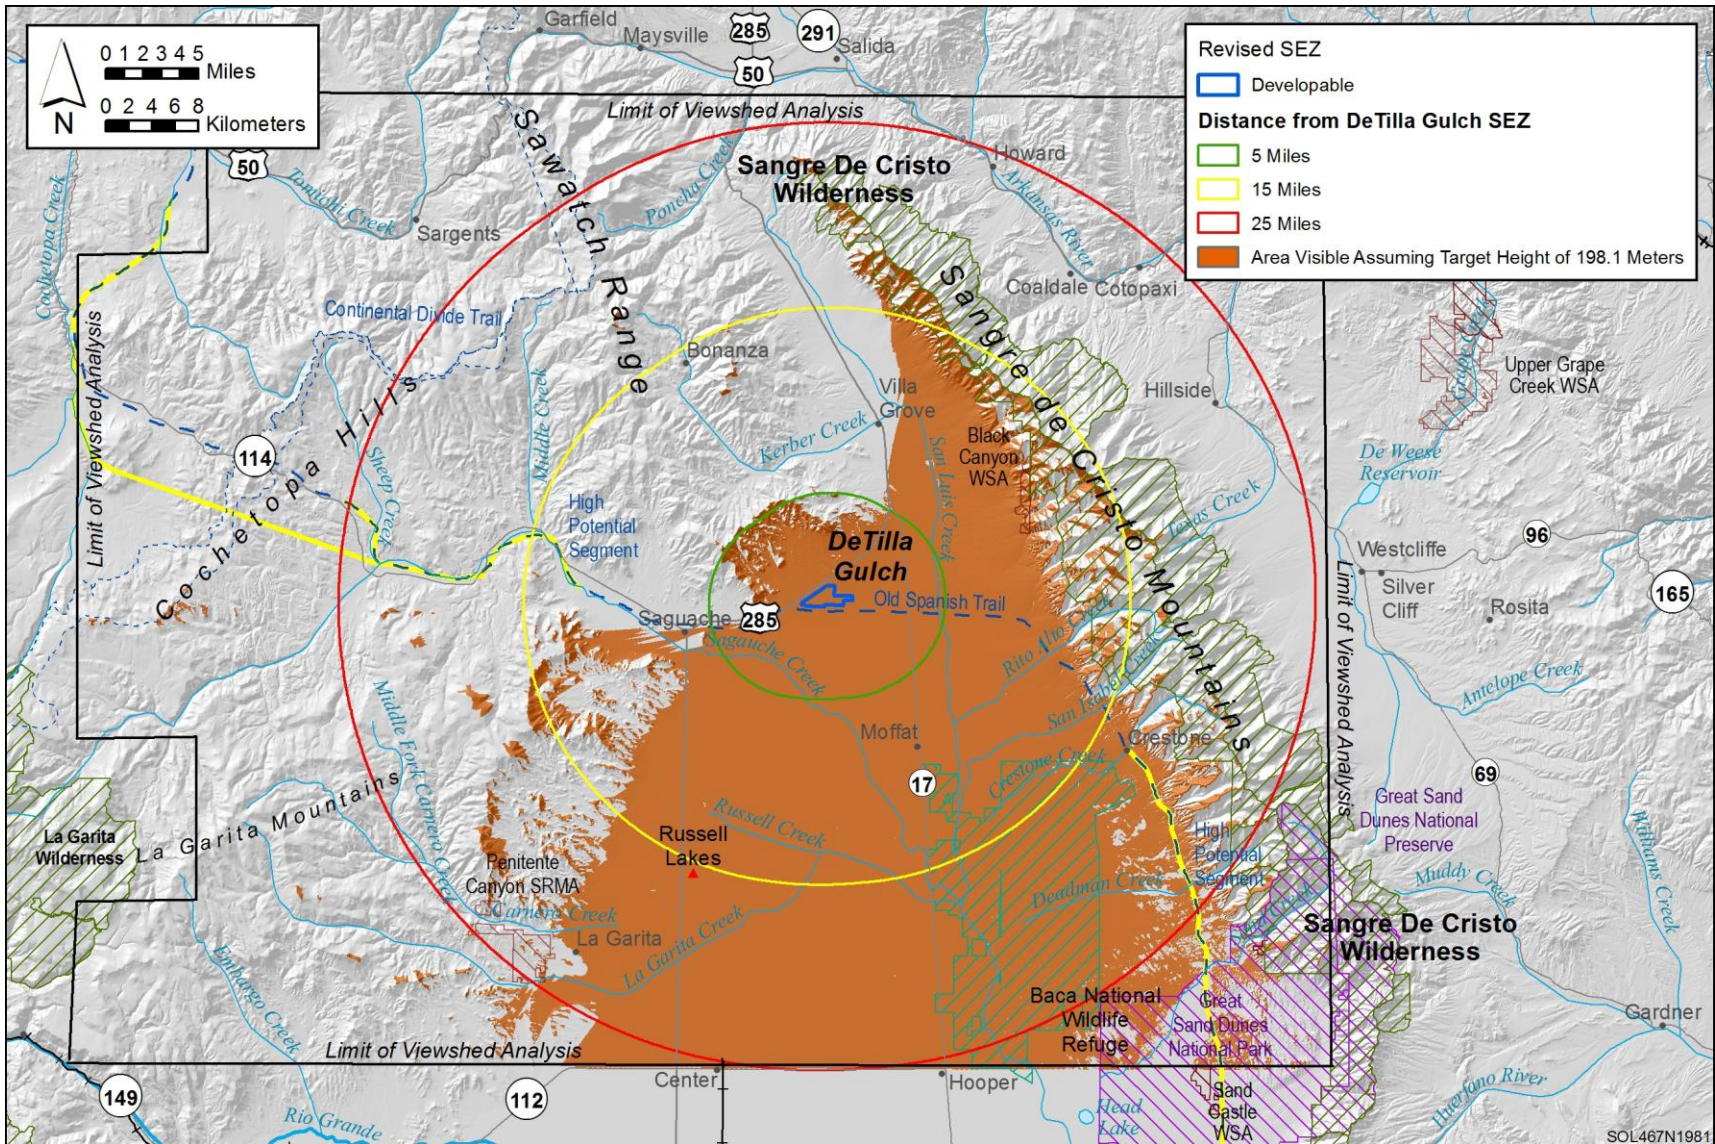 0 1 2 3 4 5
Miles
0 2 4 6 8
Kilometers
N
Garfield
Maysville
285
291
Salida
50
Limit of Viewshed Analysis
Revised SEZ
Developable
Distance from DeTilla Gulch SEZ
5 Miles
15 Miles
25 Miles
Area Visible Assuming Target Height of 198.1 Meters
50
Cochetopa Creek
Tomichi Creek
Sargents
Sawatch Range
Poncha Creek
Sangre De Cristo
Wilderness
Howard
Arkansas River
Coaldale
Cotopaxi
Continental Divide Trail
Limit of Viewshed Analysis
Bonanza
Villa
Grove
Sangre de Cristo Mountains
Hillside
Grape Creek
Upper Grape
Creek WSA
114
Cochetopa Hills
Sheep Creek
Middle Creek
Kerber Creek
San Luis Creek
Black
Canyon
WSA
De Weese
Reservoir
High
Potential
Segment
Texas Creek
96
Westcliffe
Silver
Cliff
165
Rosita
DeTilla
Gulch
Old Spanish Trail
285
Saguache
Sagauche Creek
Rito Alto Creek
San Isabel Creek
Limit of Viewshed Analysis
Antelope Creek
Moffat
Crestone
17
Crestone Creek
69
Middle Fork Carnero Creek
La Garita Mountains
La Garita
Wilderness
Russell
Lakes
Russell Creek
Great Sand
Dunes National
Preserve
Williams Creek
Penitente
Canyon SRMA
High
Potential
Segment
Deadman Creek
Muddy Creek
Carnero Creek
La Garita
La Garita Creek
Sangre De Cristo
Wilderness
Embargo Creek
Baca National
Wildlife
Refuge
Great
Sand Dunes
National Park
Gardner
Limit of Viewshed Analysis
Center
Hooper
149
112
Rio Grande
Head
Lake
Sand
Castle
WSA
Huerfano River
SOL467N1981